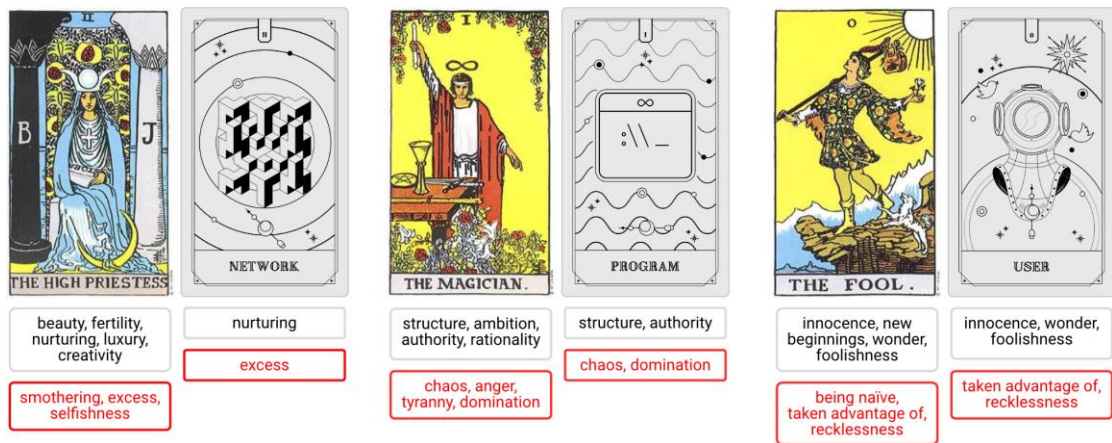 II
B
J
THE HIGH PRIESTESS
II
NETWORK
beauty, fertility,
nurturing, luxury,
creativity
nurturing
smothering, excess,
selfishness
excess
I
THE MAGICIAN.
I
∞
:\\_
PROGRAM
structure, ambition,
authority, rationality
structure, authority
chaos, anger,
tyranny, domination
chaos, domination
0
THE FOOL.
0
USER
innocence, new
beginnings, wonder,
foolishness
innocence, wonder,
foolishness
being naïve,
taken advantage of,
recklessness
taken advantage of,
recklessness